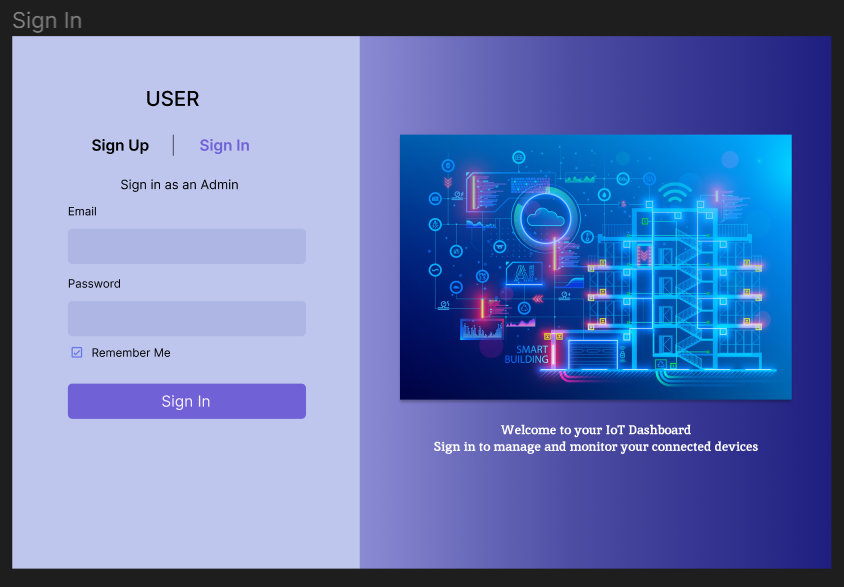 Sign In
USER
Sign Up
Sign In
Sign in as an Admin
Email
Password
Remember Me
Sign In
AI
SMART
BUILDING
Welcome to your IoT Dashboard
Sign in to manage and monitor your connected devices